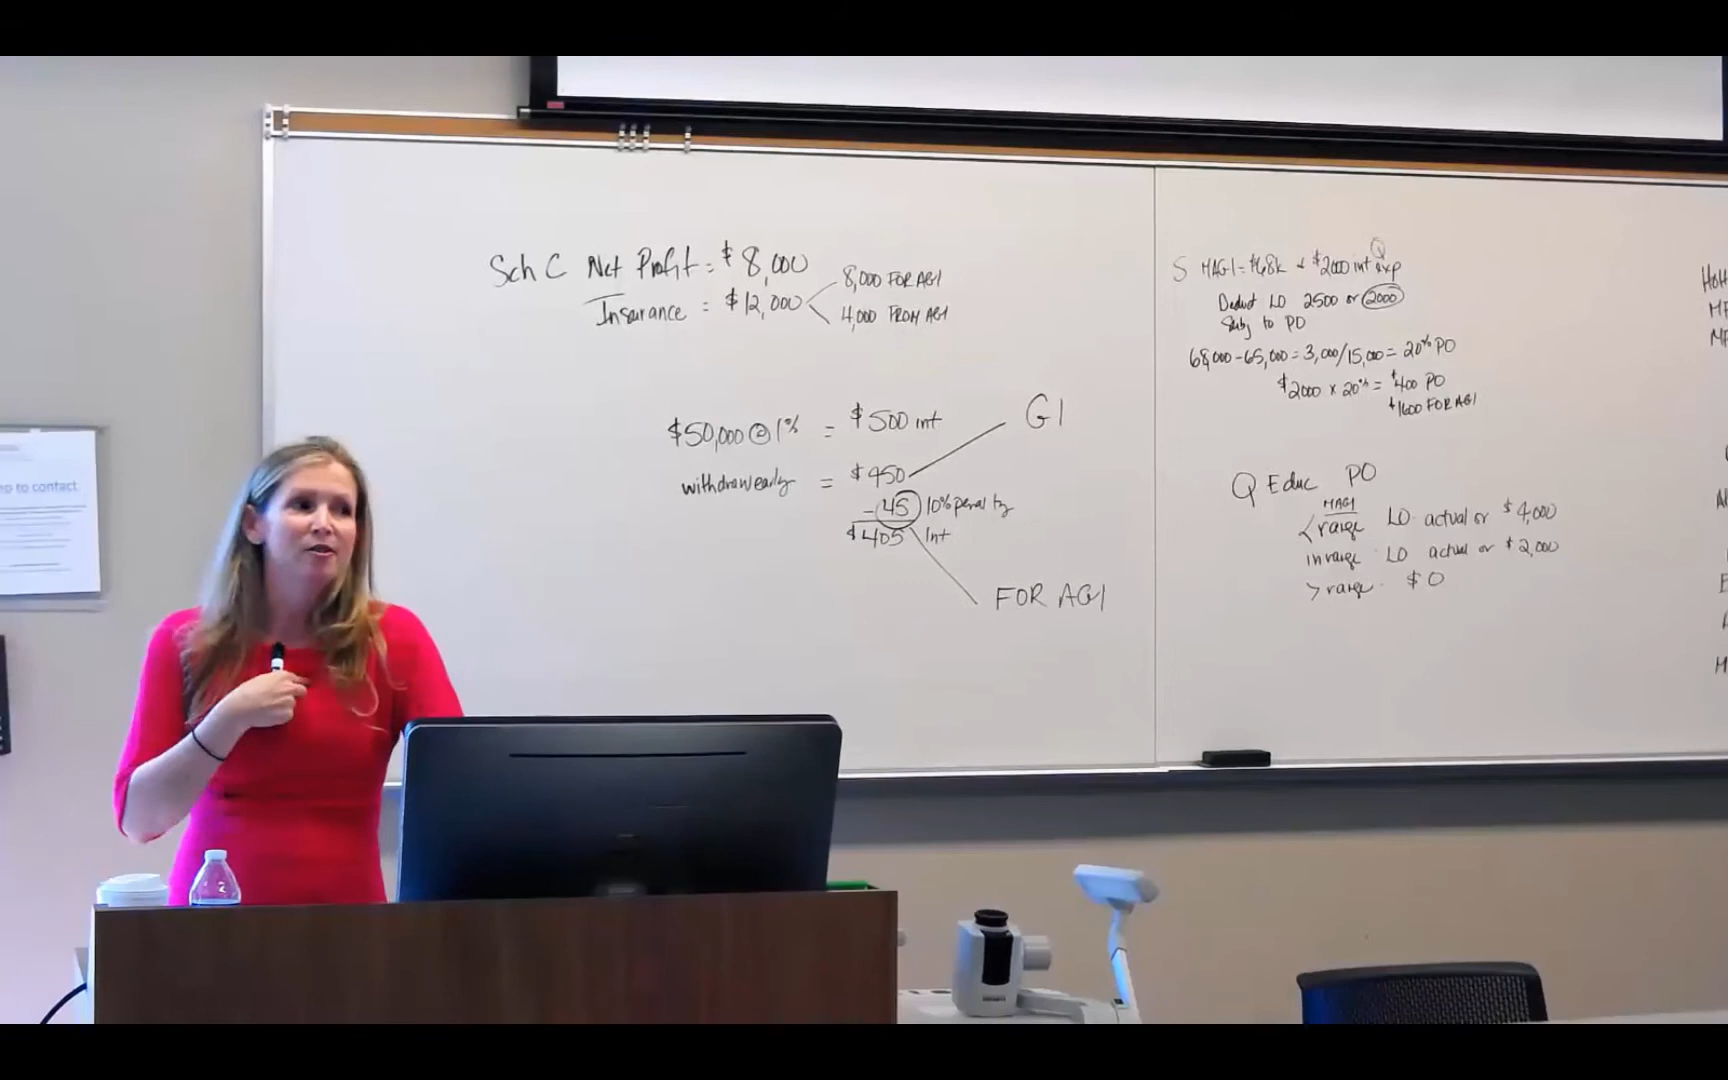 to contact.
Sch C Net Profit = $8,000
Insurance = $12,000
8,000 FOR AGI
4,000 FROM AGI
$50,000 @ 1% = $500 int
GI
withdraw early = $450
- 45 10% penalty
$405 Int
FOR AGI
S MAGI = $68k & $2000 int exp
Q
Deduct LO 2500 or 2000
Subj to PO
68,000 - 65,000 = 3,000/15,000 = 20% PO
$2000 x 20% = $400 PO
$1600 FOR AGI
Q Educ PO
MAGI
< range LO actual or $4,000
in range LO actual or $2,000
> range $0